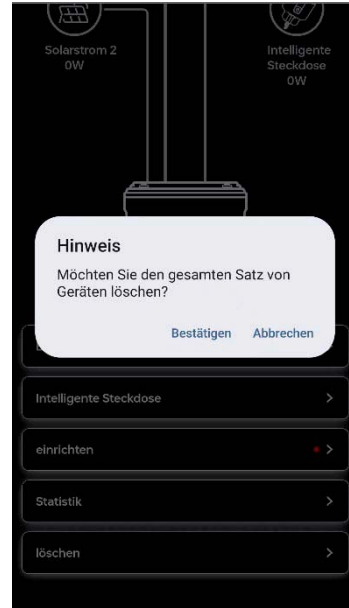 Solarstrom 2
0W
Intelligente
Steckdose
0W
Hinweis
Möchten Sie den gesamten Satz von
Geräten löschen?
Bestätigen Abbrechen
Intelligente Steckdose
einrichten
Statistik
löschen